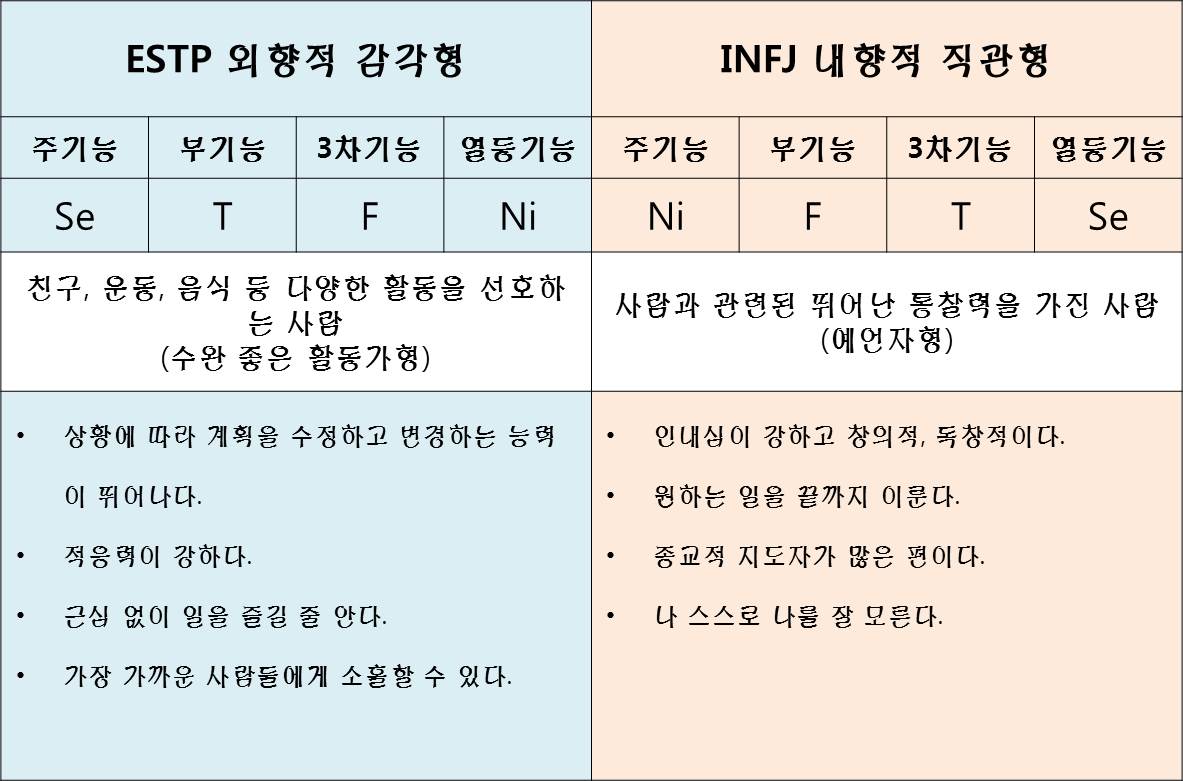 ESTP 외향적 감각형
INFJ 내향적 직관형
주기능 부기능 3차기능 열등기능 주기능 부기능 3차기능 열등기능
Se T F Ni Ni F T Se
친구, 운동, 음식 등 다양한 활동을 선호하
는 사람
(수완 좋은 활동가형)
사람과 관련된 뛰어난 통찰력을 가진 사람
(예언자형)
• 상황에 따라 계획을 수정하고 변경하는 능력
이 뛰어나다.
• 적응력이 강하다.
• 근심 없이 일을 즐길 줄 안다.
• 가장 가까운 사람들에게 소홀할 수 있다.
• 인내심이 강하고 창의적, 독창적이다.
• 원하는 일을 끝까지 이룬다.
• 종교적 지도자가 많은 편이다.
• 나 스스로 나를 잘 모른다.